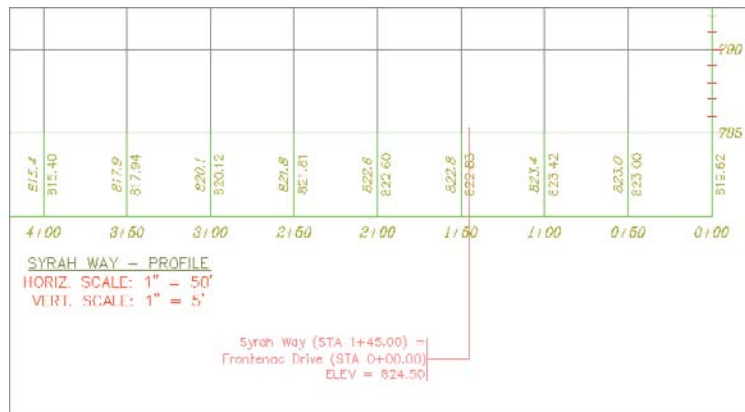 790
785
815.4 815.40
817.9 817.94
820.1 820.12
821.8 821.81
822.6 822.60
822.8 822.83
823.4 823.42
823.0 823.00
819.62
4+00 3+50 3+00 2+50 2+00 1+50 1+00 0+50 0+00
SYRAH WAY – PROFILE
HORIZ. SCALE: 1" = 50'
VERT. SCALE: 1" = 5'
Syrah Way (STA 1+45.00) =
Frontenac Drive (STA 0+00.00)
ELEV = 824.50